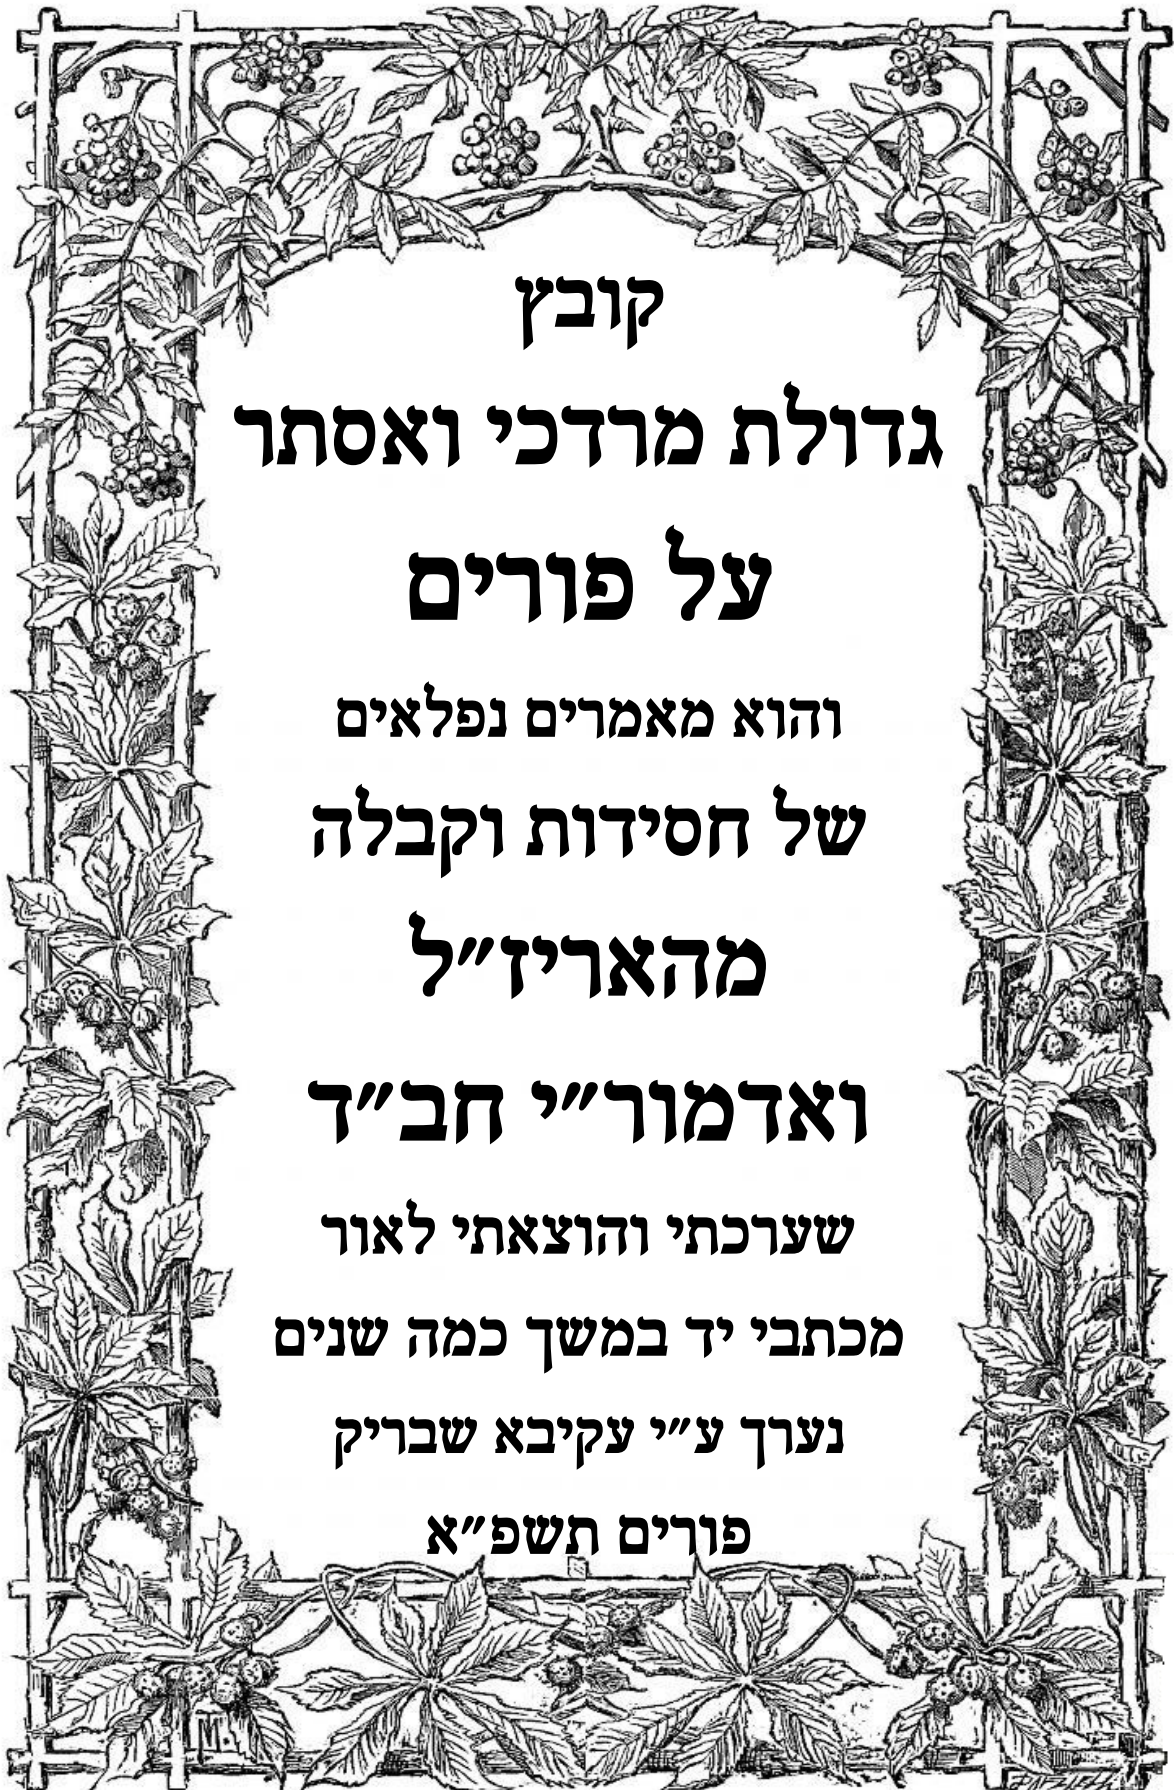 קובץ
גדולת מרדכי ואסתר
על פורים
והוא מאמרים נפלאים
של חסידות וקבלה
מהאריז״ל
ואדמור״י חב״ד
שערכתי והוצאתי לאור
מכתבי יד במשך כמה שנים
נערך ע״י עקיבא שבריק
פורים תשפ״א